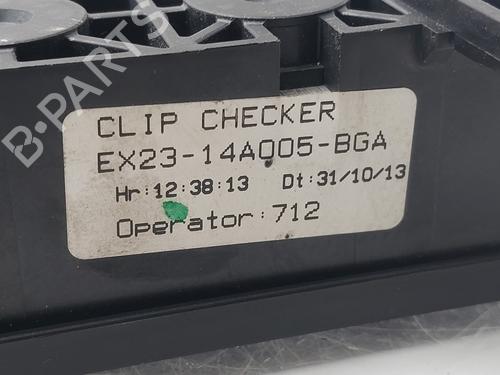 CLIP CHECKER
EX23-14A005-BGA
Hr:12:38:13 Dt:31/10/13
Operator:712
B-PARTS